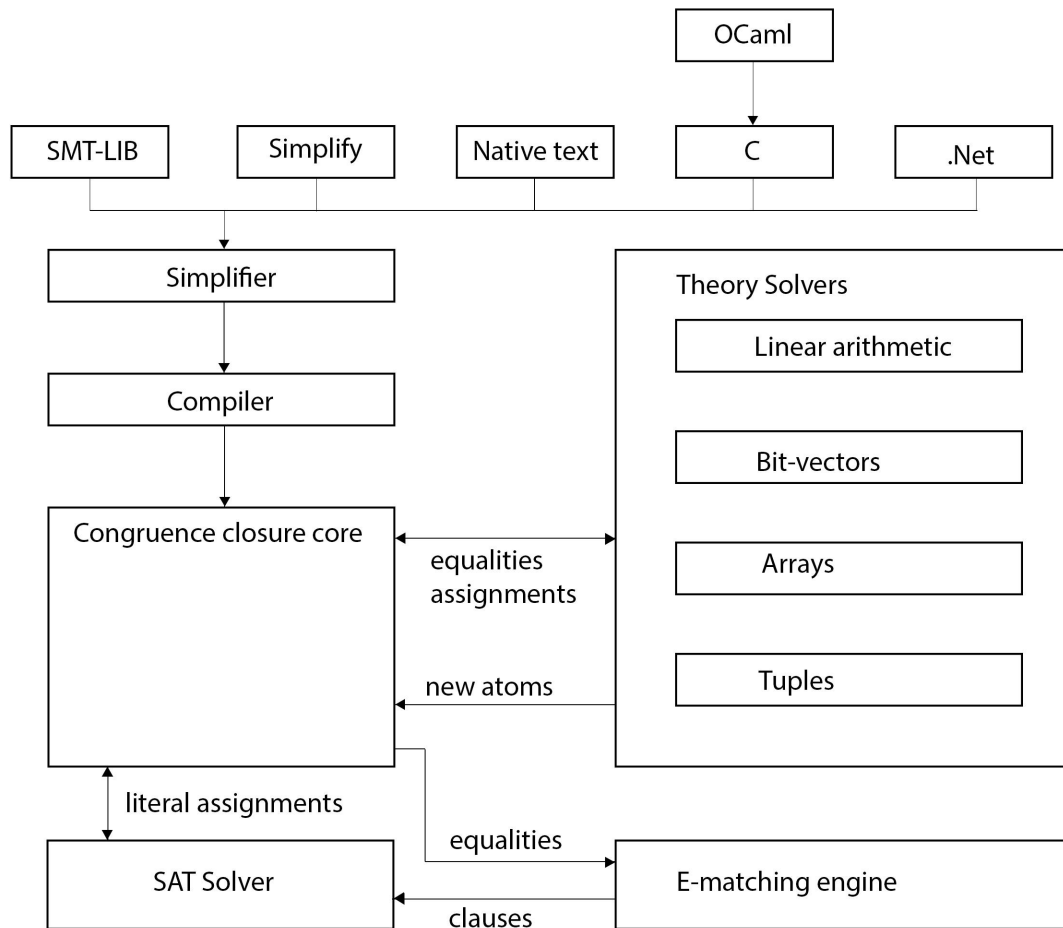 OCaml
SMT-LIB
Simplify
Native text
C
.Net
Simplifier
Theory Solvers
Linear arithmetic
Compiler
Bit-vectors
Congruence closure core
equalities
assignments
Arrays
new atoms
Tuples
literal assignments
equalities
SAT Solver
E-matching engine
clauses